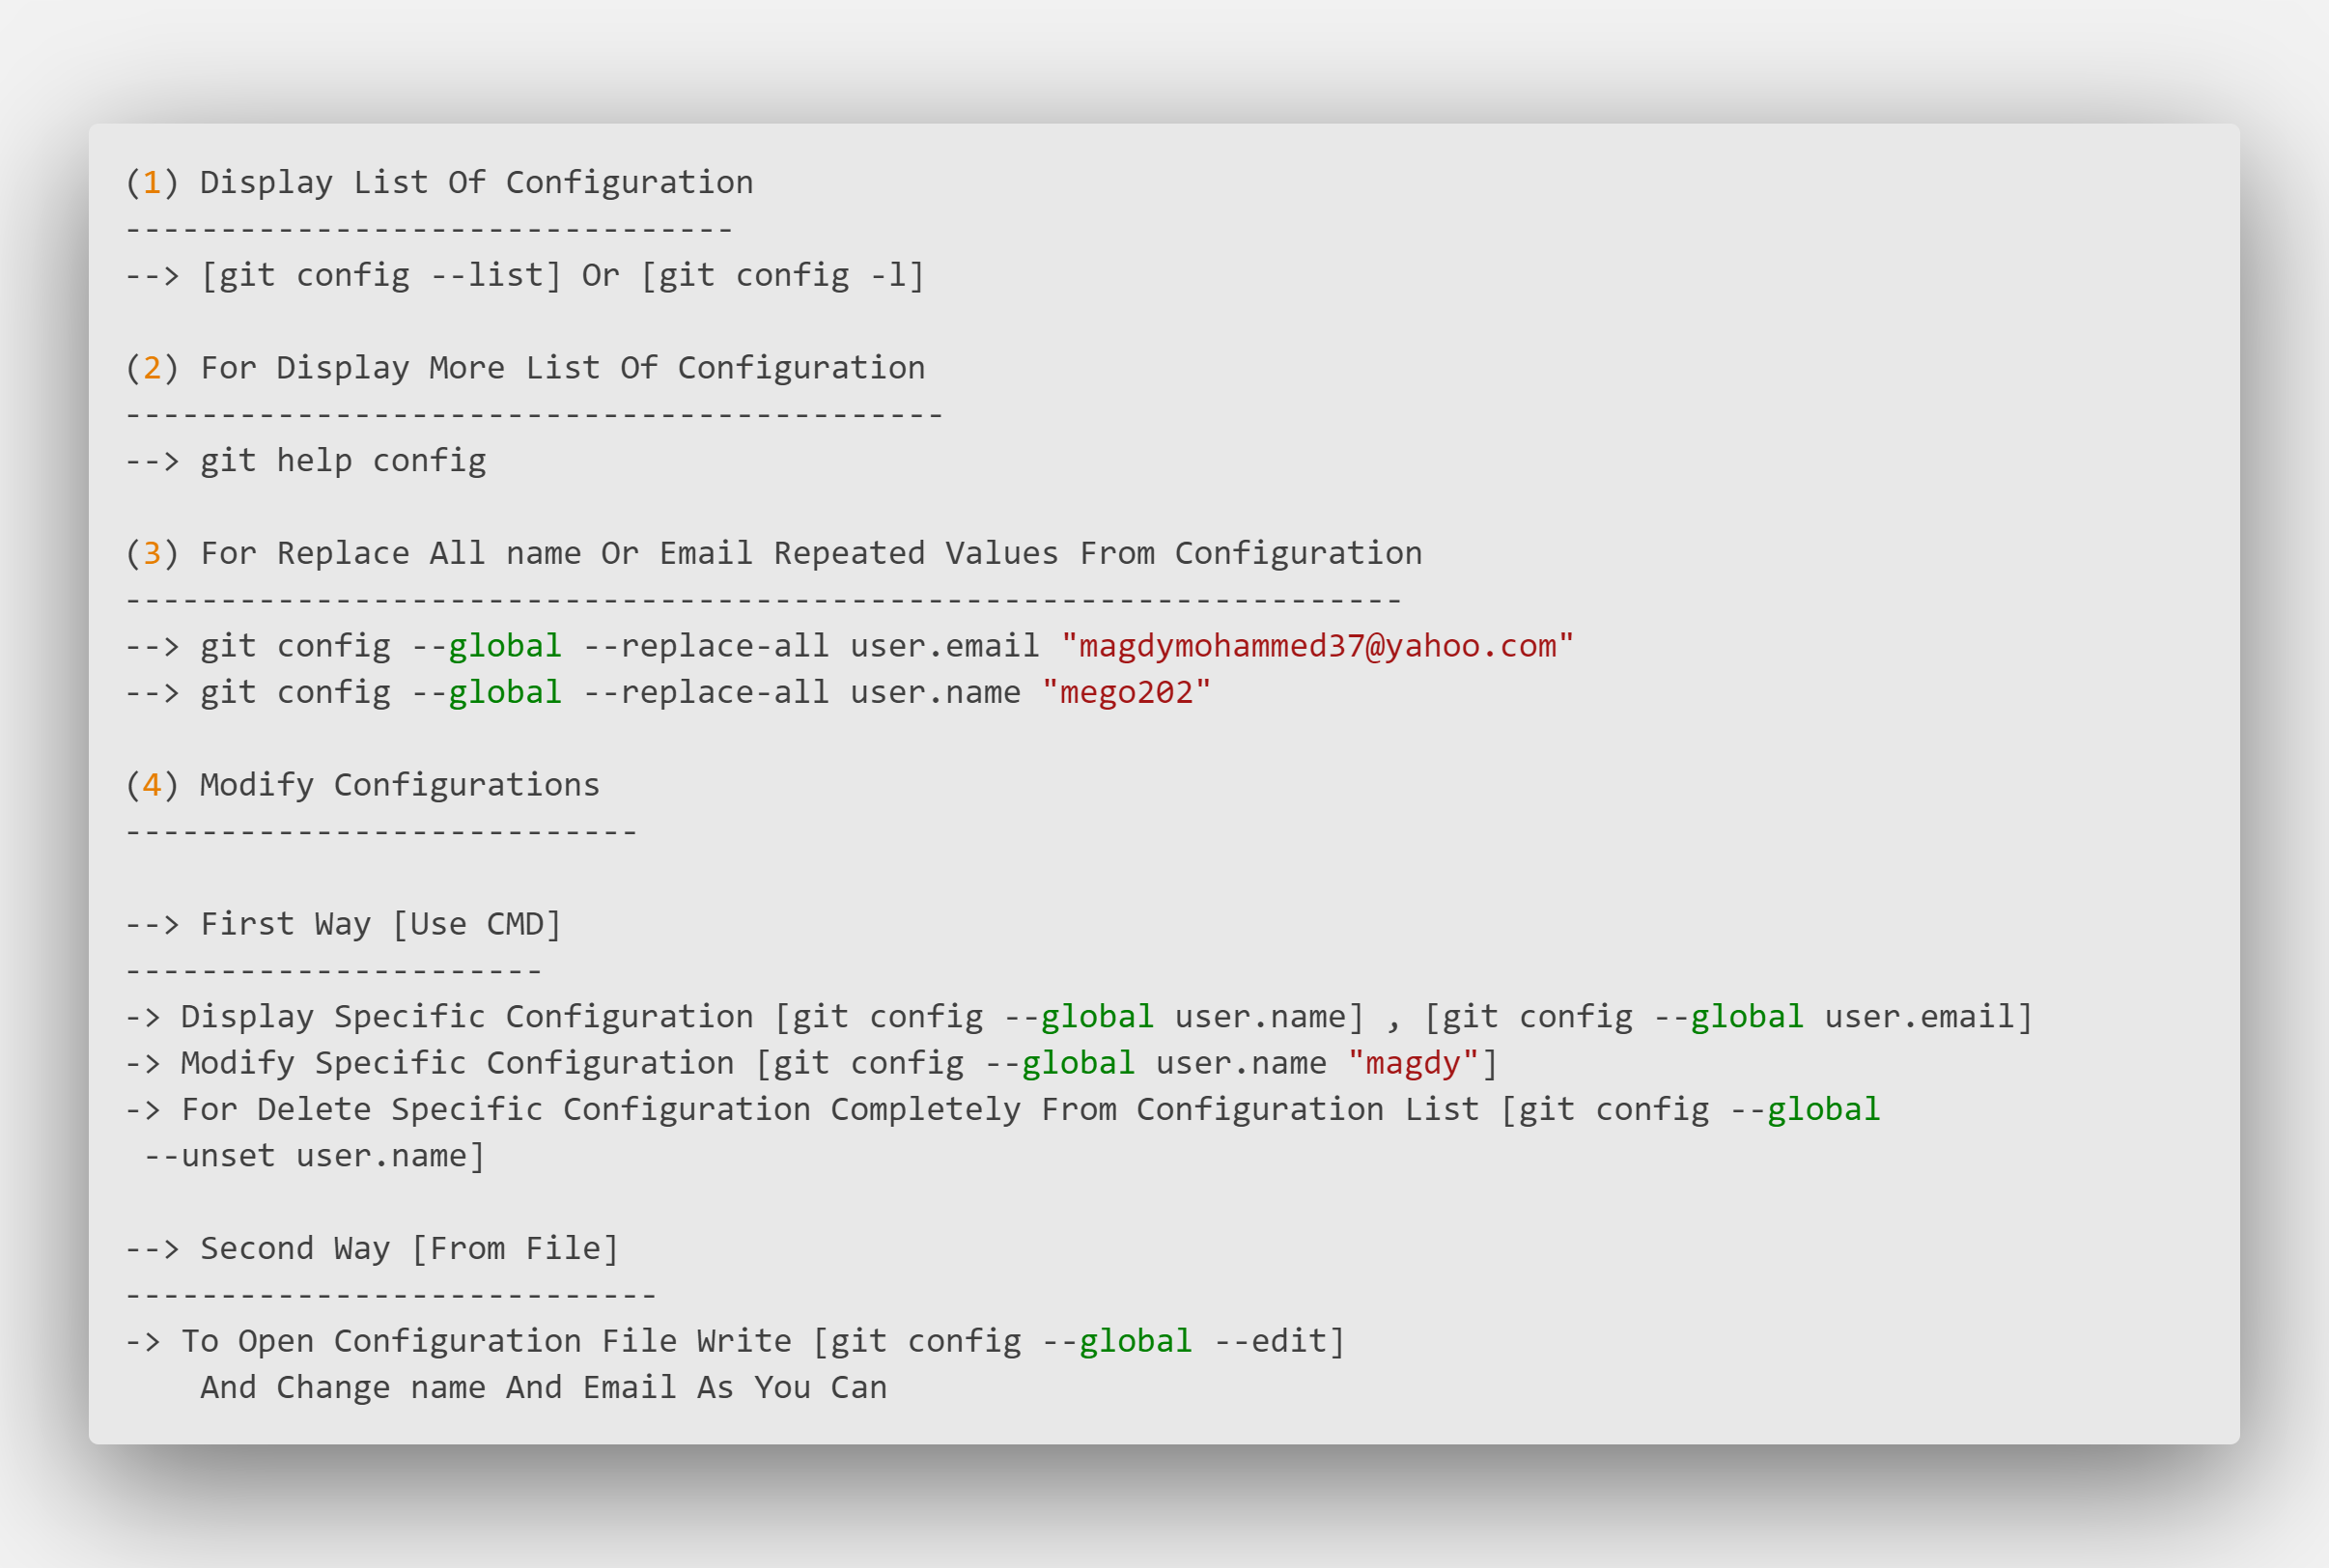 (1) Display List Of Configuration
--------------------------------
--> [git config --list] Or [git config -l]
(2) For Display More List Of Configuration
-------------------------------------------
--> git help config
(3) For Replace All name Or Email Repeated Values From Configuration
-------------------------------------------------------------------
--> git config --global --replace-all user.email "magdymohammed37@yahoo.com"
--> git config --global --replace-all user.name "mego202"
(4) Modify Configurations
---------------------------
--> First Way [Use CMD]
----------------------
-> Display Specific Configuration [git config --global user.name] , [git config --global user.email]
-> Modify Specific Configuration [git config --global user.name "magdy"]
-> For Delete Specific Configuration Completely From Configuration List [git config --global
--unset user.name]
--> Second Way [From File]
----------------------------
-> To Open Configuration File Write [git config --global --edit]
And Change name And Email As You Can